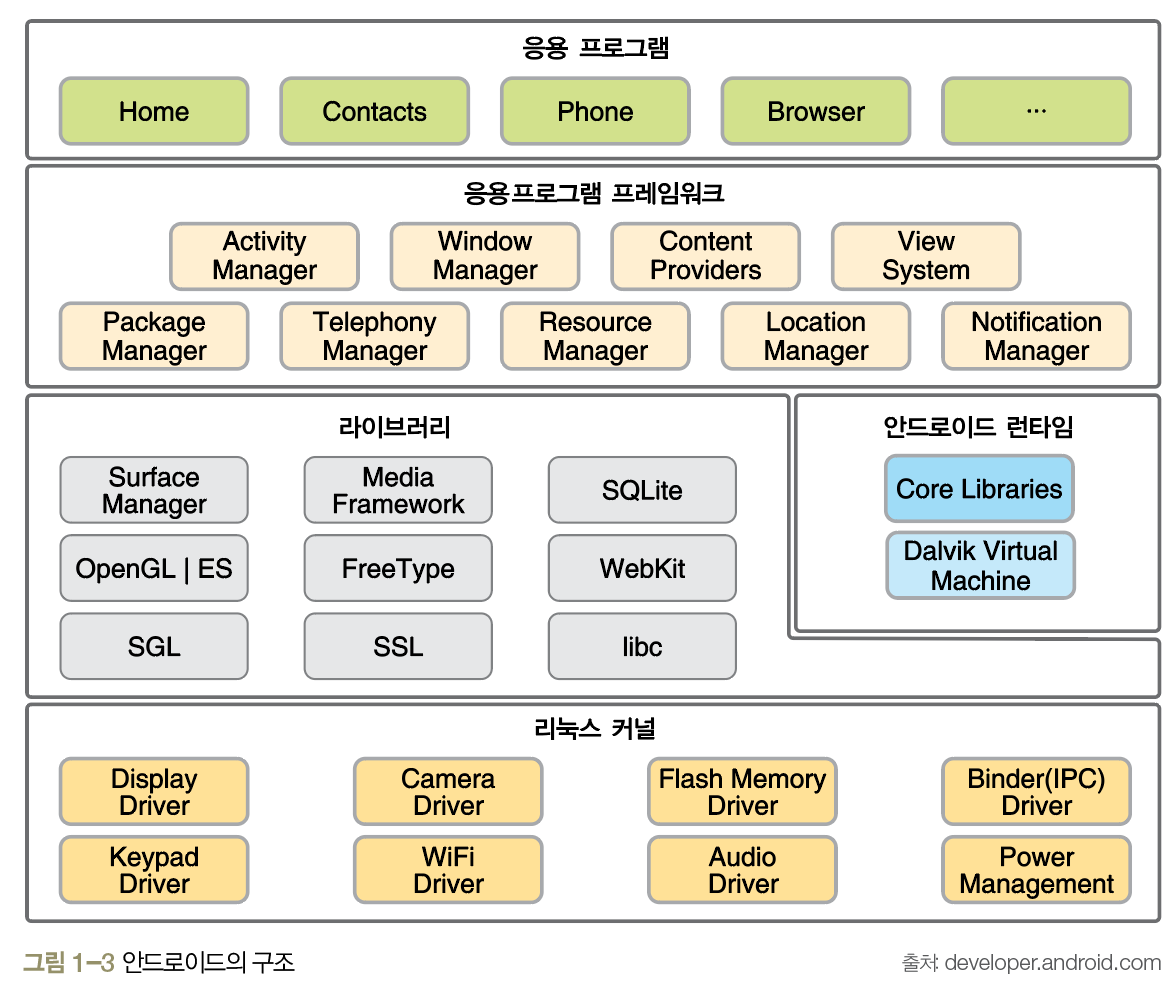 응용 프로그램
Home
Contacts
Phone
Browser
...
응용프로그램 프레임워크
Activity
Manager
Window
Manager
Content
Providers
View
System
Package
Manager
Telephony
Manager
Resource
Manager
Location
Manager
Notification
Manager
라이브러리
Surface
Manager
Media
Framework
SQLite
OpenGL | ES
FreeType
WebKit
SGL
SSL
libc
안드로이드 런타임
Core Libraries
Dalvik Virtual
Machine
리눅스 커널
Display
Driver
Camera
Driver
Flash Memory
Driver
Binder(IPC)
Driver
Keypad
Driver
WiFi
Driver
Audio
Driver
Power
Management
그림 1-3 안드로이드의 구조
출처: developer.android.com